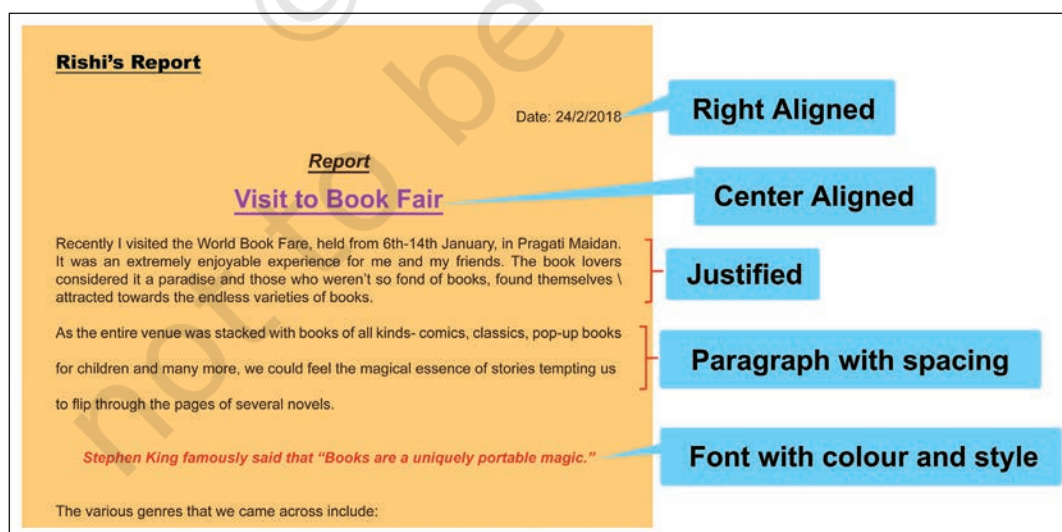 Rishi's Report
Date: 24/2/2018
Right Aligned
Report
Visit to Book Fair
Center Aligned
Recently I visited the World Book Fare, held from 6th-14th January, in Pragati Maidan.
It was an extremely enjoyable experience for me and my friends. The book lovers
considered it a paradise and those who weren't so fond of books, found themselves \
attracted towards the endless varieties of books.
Justified
As the entire venue was stacked with books of all kinds- comics, classics, pop-up books
for children and many more, we could feel the magical essence of stories tempting us
to flip through the pages of several novels.
Paragraph with spacing
Stephen King famously said that “Books are a uniquely portable magic.”
Font with colour and style
The various genres that we came across include:
©
not to be